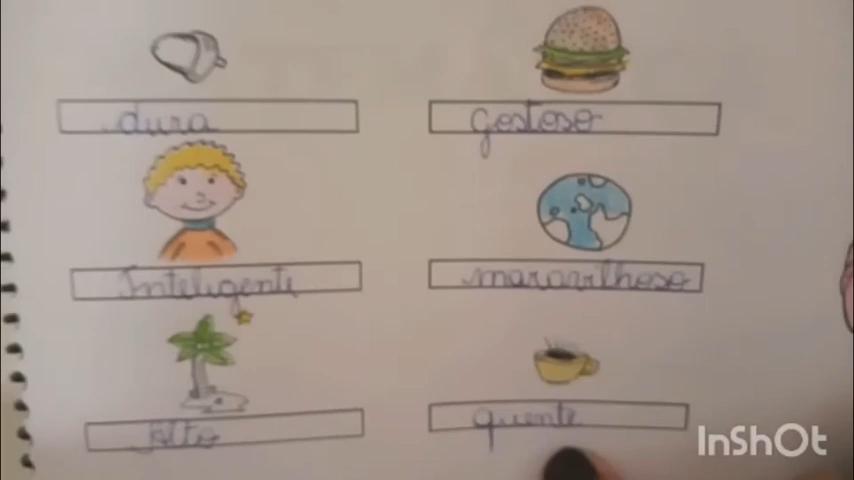 dura
gostoso
Inteligente
maravilhoso
Alto
quente
InShOt